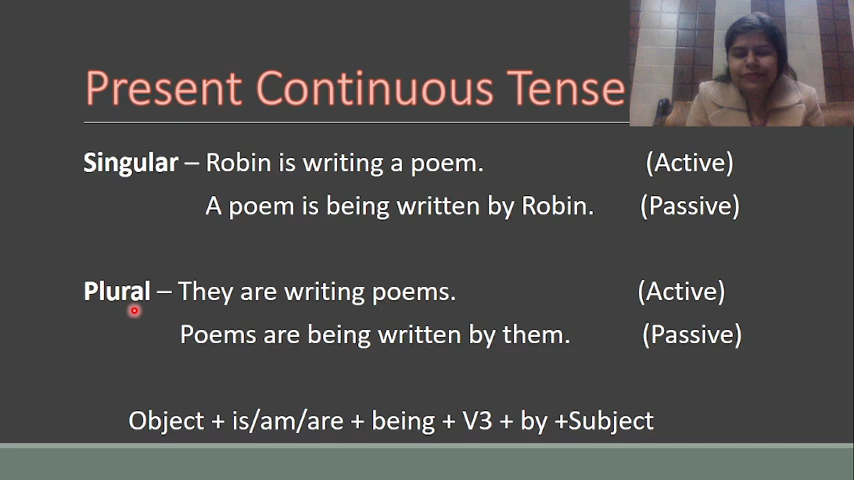 Present Continuous Tense
Singular – Robin is writing a poem. (Active)
A poem is being written by Robin. (Passive)
Plural – They are writing poems. (Active)
Poems are being written by them. (Passive)
Object + is/am/are + being + V3 + by +Subject